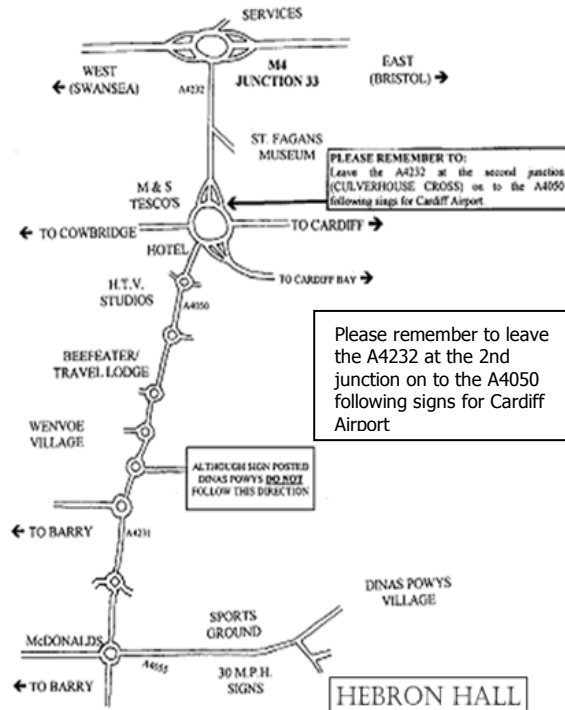 SERVICES
WEST
(SWANSEA)
M4
JUNCTION 33
EAST
(BRISTOL)
A4232
ST. FAGANS
MUSEUM
PLEASE REMEMBER TO:
Leave the A4232 at the second junction
(CULVERHOUSE CROSS) on to the A4050
following sings for Cardiff Airport
M & S
TESCO'S
TO COWBRIDGE
TO CARDIFF
HOTEL
TO CARDIFF BAY
H.T.V.
STUDIOS
A4050
Please remember to leave
the A4232 at the 2nd
junction on to the A4050
following signs for Cardiff
Airport
BEEFEATER/
TRAVEL LODGE
WENVOE
VILLAGE
ALTHOUGH SIGN POSTED
DINAS POWYS DO NOT
FOLLOW THIS DIRECTION
TO BARRY
A4231
DINAS POWYS
VILLAGE
SPORTS
GROUND
McDONALDS
A4055
30 M.P.H.
SIGNS
TO BARRY
HEBRON HALL